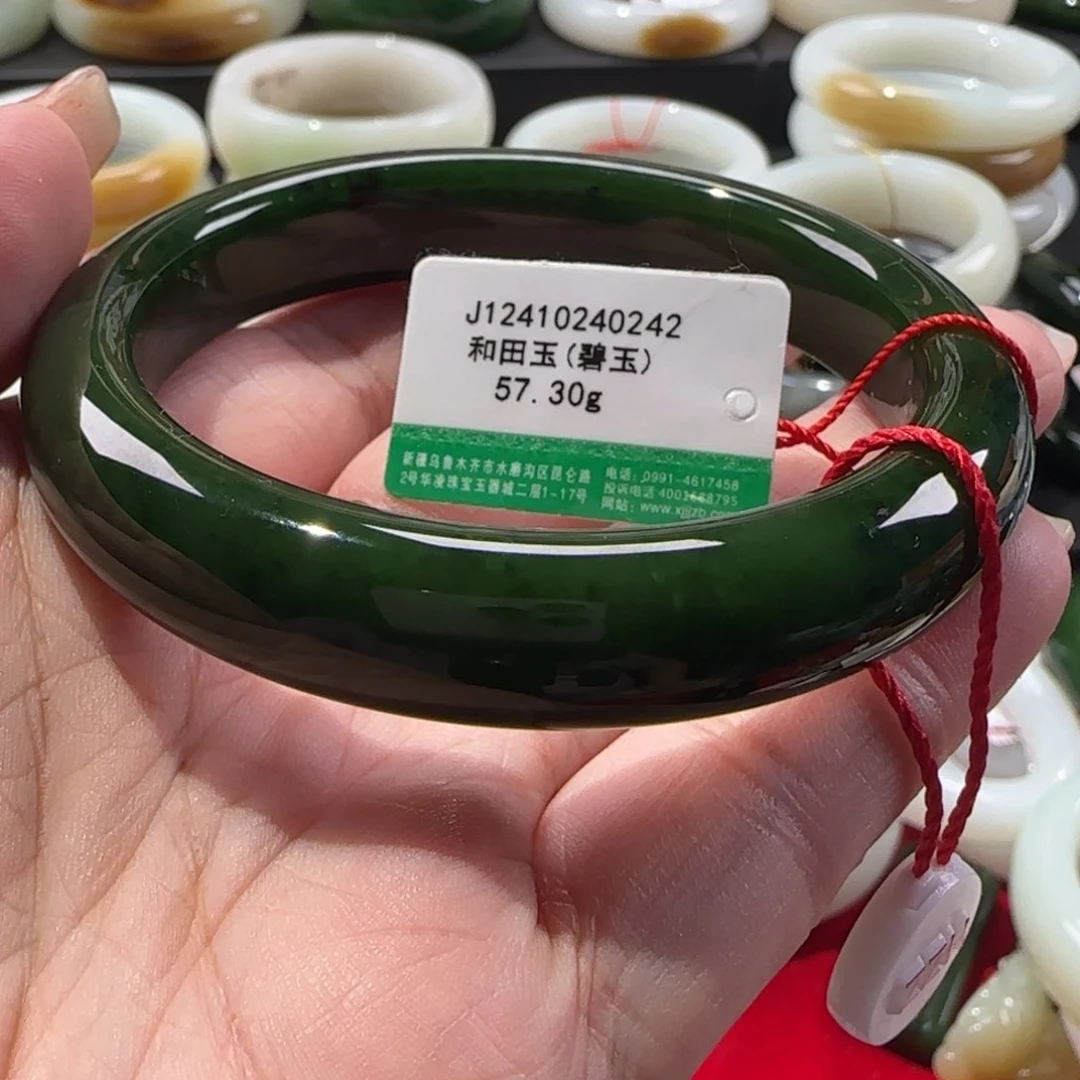 J12410240242
和田玉(碧玉)
57.30g
新疆乌鲁木齐市水磨沟区昆仑路
2号华凌珠宝玉器城二层1-17号
电话: 0991-4617458
投诉电话
网站: www.xjjjzb.com